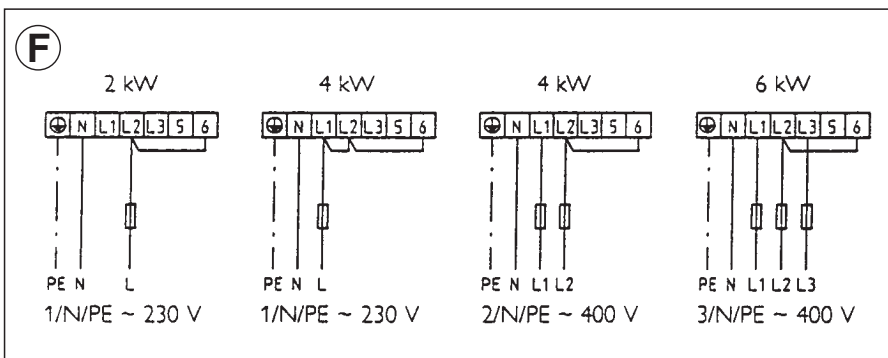 F
2 kW 4 kW 4 kW 6 kW
N L1 L2 L3 5 6 N L1 L2 L3 5 6 N L1 L2 L3 5 6 N L1 L2 L3 5 6
PE N L PE N L PE N L1 L2 PE N L1 L2 L3
1/N/PE ~ 230 V 1/N/PE ~ 230 V 2/N/PE ~ 400 V 3/N/PE ~ 400 V